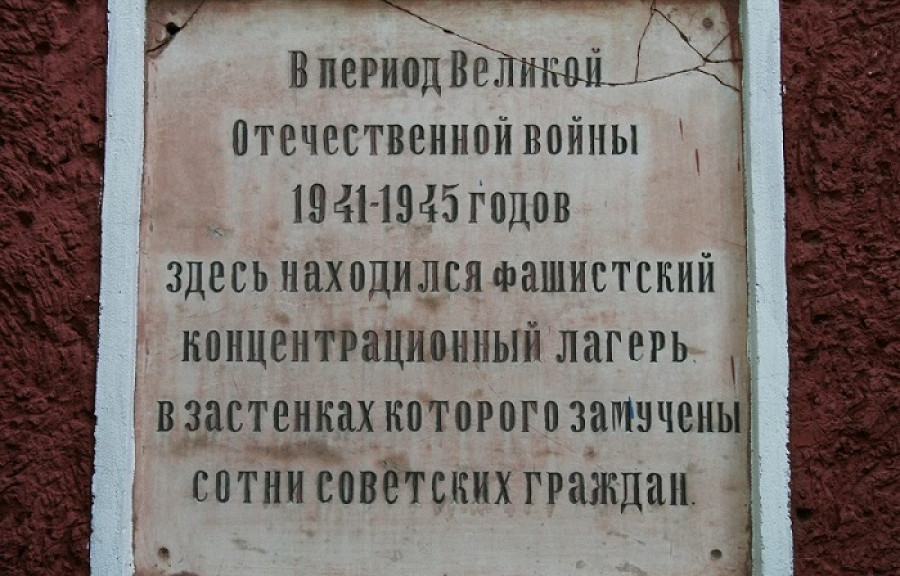 В период Великой
Отечественной войны
1941-1945 годов
здесь находился фашистский
концентрационный лагерь.
в застенках которого замучены
сотни советских граждан.